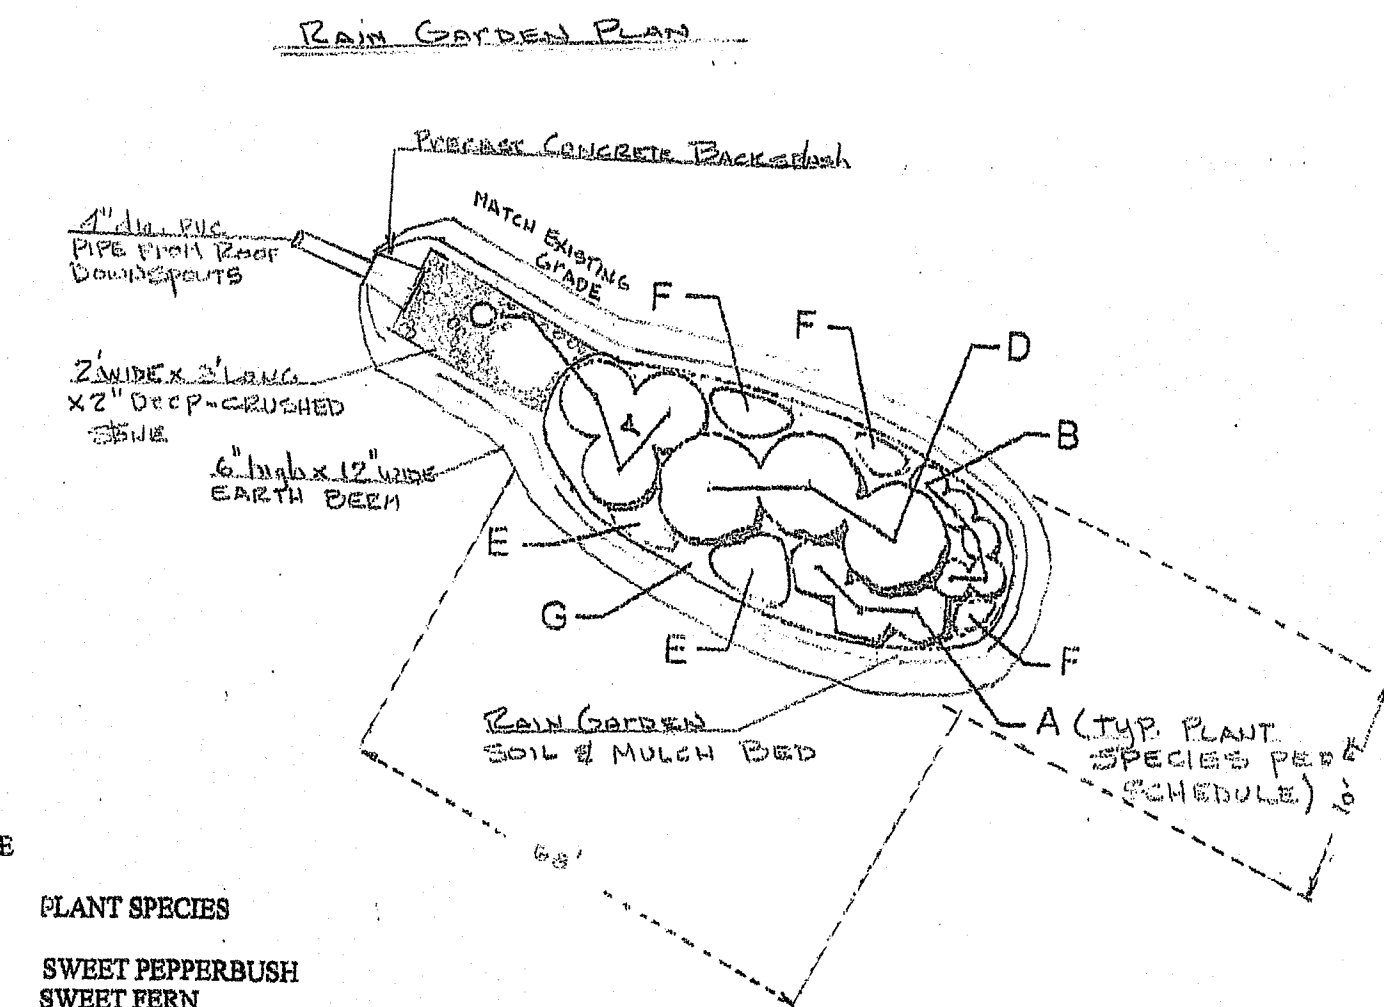 RAIN GARDEN PLAN
PRECAST CONCRETE BACKSPLASH
4" dia. PVC
PIPE FROM ROOF
DOWNSPOUTS
MATCH EXISTING
GRADE
F
F
D
C
2' WIDE x 3' LONG
x 2" DEEP - CRUSHED
STONE
B
6" high x 12" WIDE
EARTH BERM
E
G
E
F
RAIN GARDEN
SOIL & MULCH BED
A (TYP. PLANT
SPECIES PER
SCHEDULE)
E
PLANT SPECIES
SWEET PEPPERBUSH
SWEET FERN